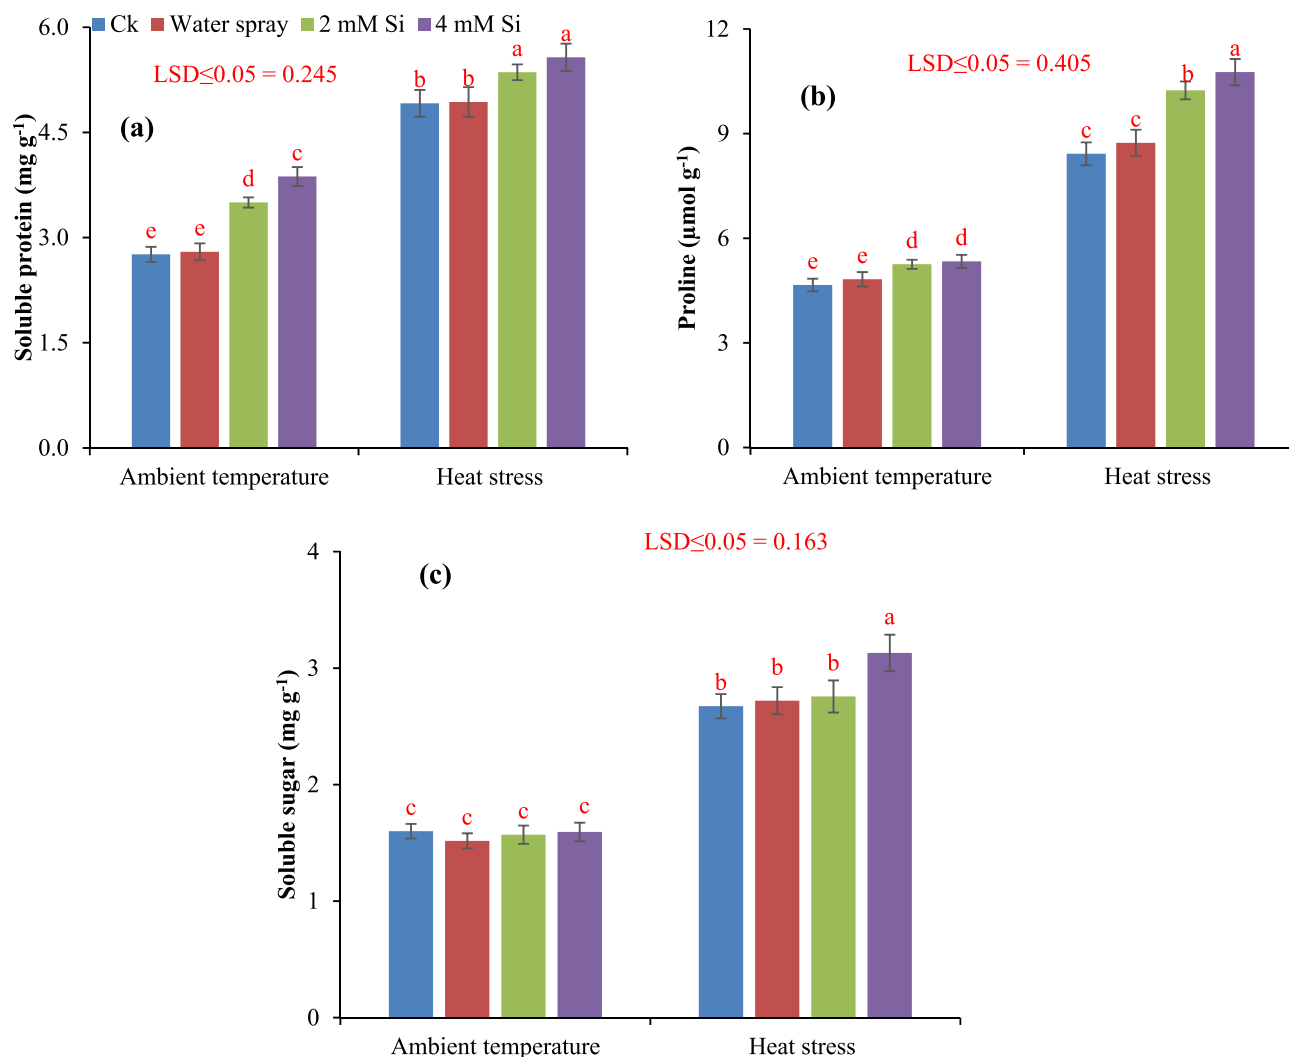 Ck Water spray 2 mM Si 4 mM Si
LSD≤0.05 = 0.245
(a)
Soluble protein (mg g⁻¹)
6.0
4.5
3.0
1.5
0.0
e e d c b b a a
Ambient temperature Heat stress
LSD≤0.05 = 0.405
(b)
Proline (µmol g⁻¹)
12
9
6
3
0
e e d d c c b a
Ambient temperature Heat stress
LSD≤0.05 = 0.163
(c)
Soluble sugar (mg g⁻¹)
4
3
2
1
0
c c c c b b b a
Ambient temperature Heat stress